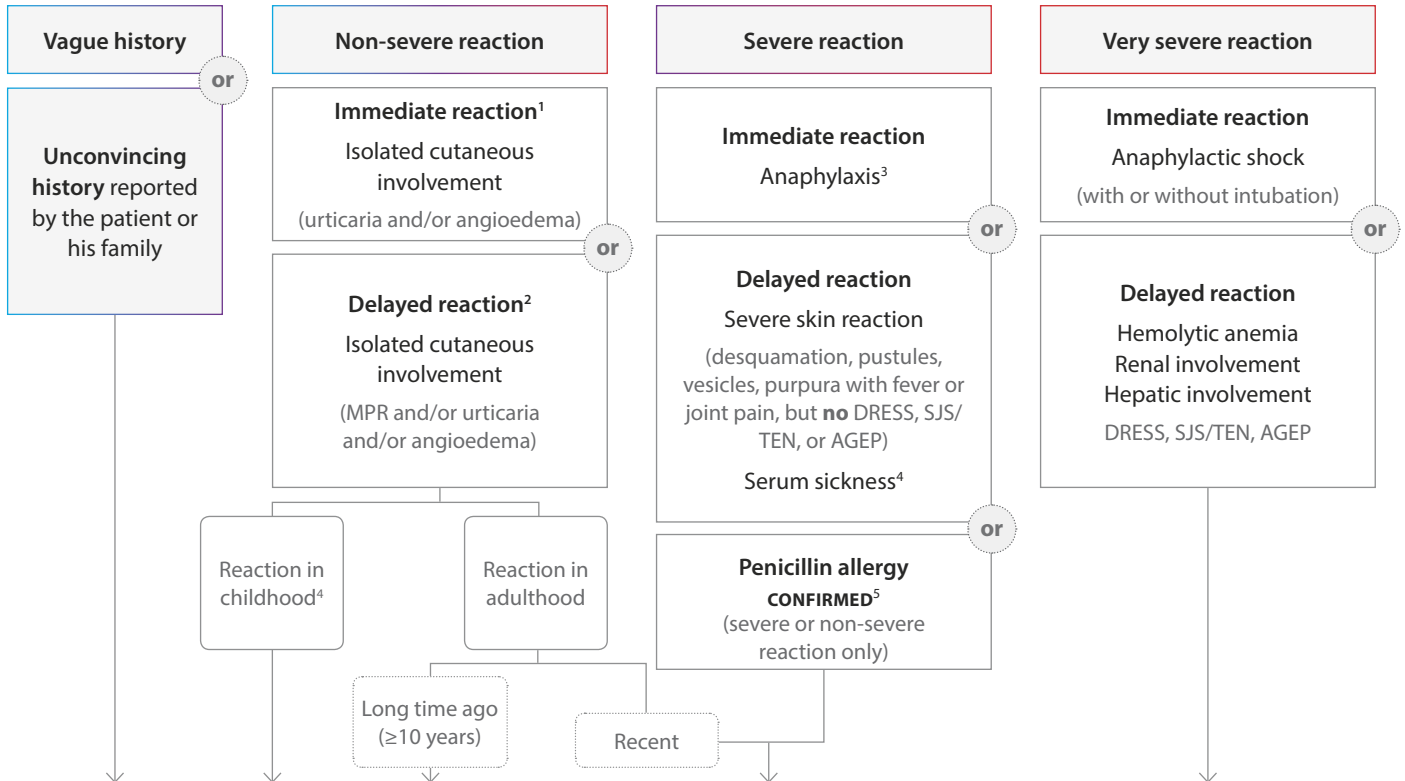 Vague history
or
Unconvincing
history reported
by the patient or
his family
Non-severe reaction
Immediate reaction¹
Isolated cutaneous
involvement
(urticaria and/or angioedema)
or
Delayed reaction²
Isolated cutaneous
involvement
(MPR and/or urticaria
and/or angioedema)
Reaction in
childhood⁴
Reaction in
adulthood
Long time ago
(≥10 years)
Recent
Severe reaction
Immediate reaction
Anaphylaxis³
or
Delayed reaction
Severe skin reaction
(desquamation, pustules,
vesicles, purpura with fever or
joint pain, but no DRESS, SJS/
TEN, or AGEP)
Serum sickness⁴
or
Penicillin allergy
CONFIRMED⁵
(severe or non-severe
reaction only)
Very severe reaction
Immediate reaction
Anaphylactic shock
(with or without intubation)
or
Delayed reaction
Hemolytic anemia
Renal involvement
Hepatic involvement
DRESS, SJS/TEN, AGEP